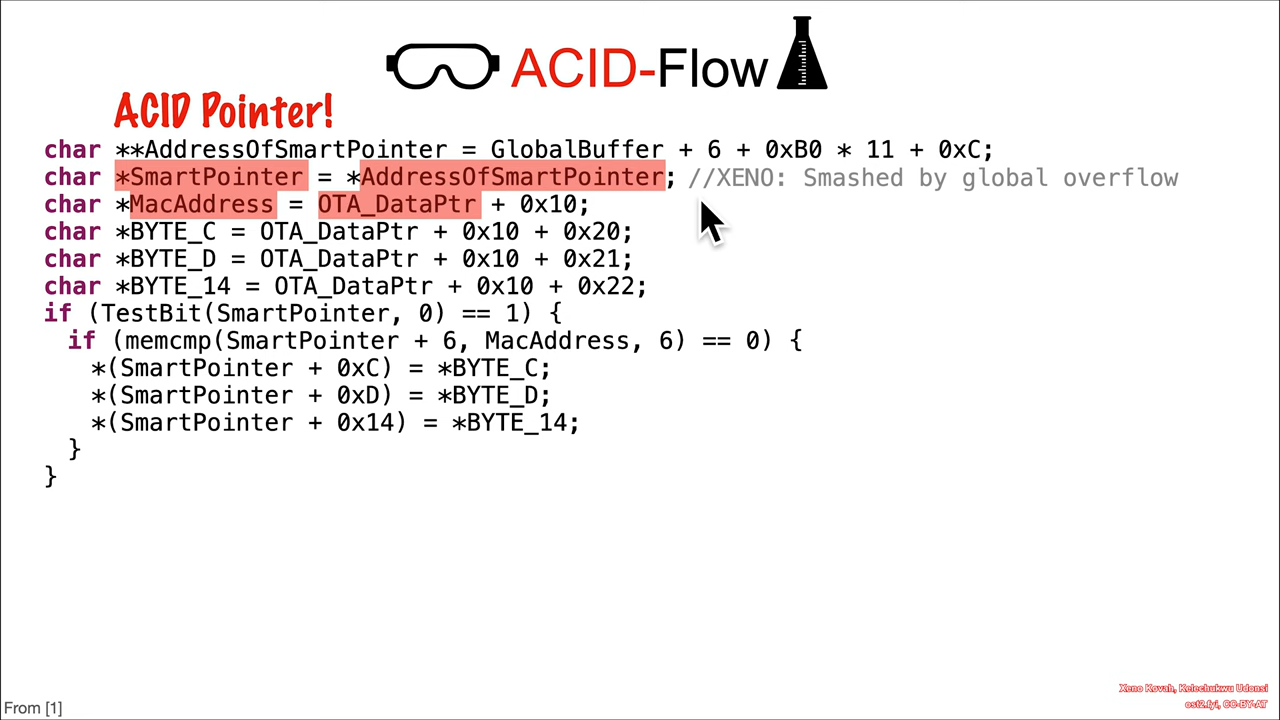 ACID-Flow
ACID Pointer!
char **AddressOfSmartPointer = GlobalBuffer + 6 + 0xB0 * 11 + 0xC;
char *SmartPointer = *AddressOfSmartPointer; //XENO: Smashed by global overflow
char *MacAddress = OTA_DataPtr + 0x10;
char *BYTE_C = OTA_DataPtr + 0x10 + 0x20;
char *BYTE_D = OTA_DataPtr + 0x10 + 0x21;
char *BYTE_14 = OTA_DataPtr + 0x10 + 0x22;
if (TestBit(SmartPointer, 0) == 1) {
if (memcmp(SmartPointer + 6, MacAddress, 6) == 0) {
*(SmartPointer + 0xC) = *BYTE_C;
*(SmartPointer + 0xD) = *BYTE_D;
*(SmartPointer + 0x14) = *BYTE_14;
}
}
Xeno Kovah, Kelechukwu Udonsi
ost2.fyi, CC-BY-AT
From [1]